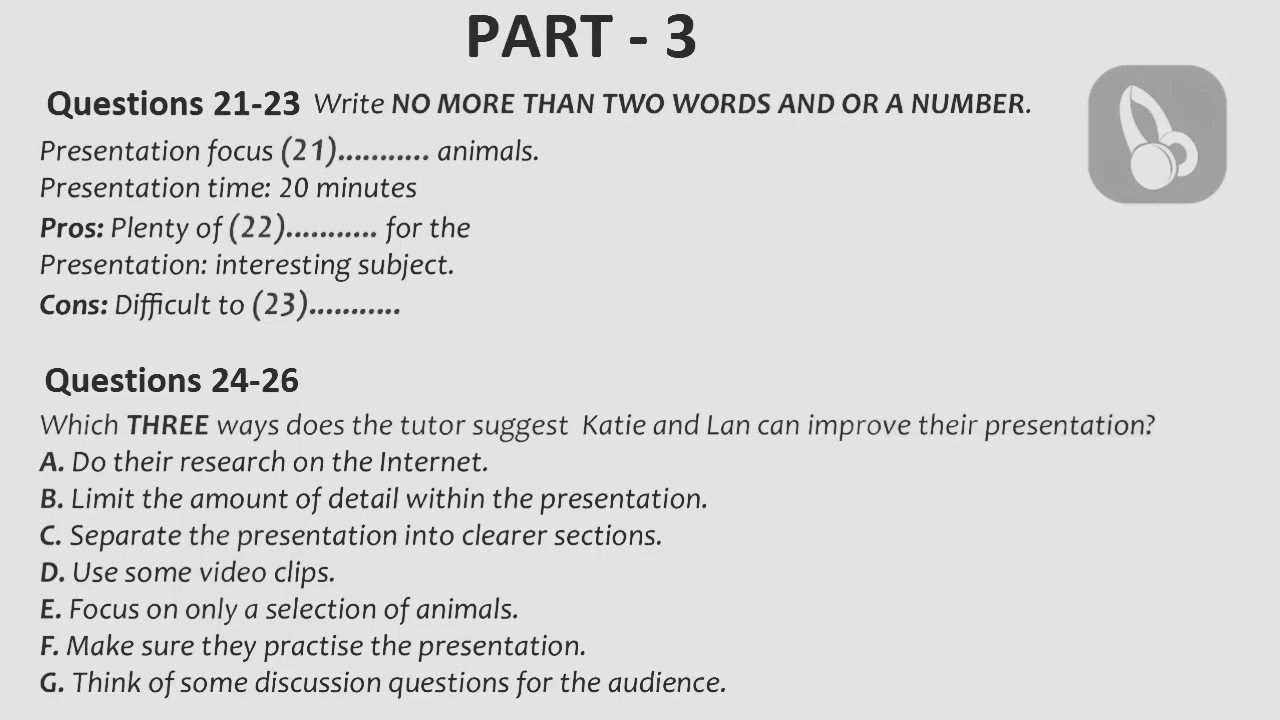 PART - 3
Questions 21-23 Write NO MORE THAN TWO WORDS AND OR A NUMBER.
Presentation focus (21)........... animals.
Presentation time: 20 minutes
Pros: Plenty of (22)........... for the
Presentation: interesting subject.
Cons: Difficult to (23)...........
Questions 24-26
Which THREE ways does the tutor suggest Katie and Lan can improve their presentation?
A. Do their research on the Internet.
B. Limit the amount of detail within the presentation.
C. Separate the presentation into clearer sections.
D. Use some video clips.
E. Focus on only a selection of animals.
F. Make sure they practise the presentation.
G. Think of some discussion questions for the audience.